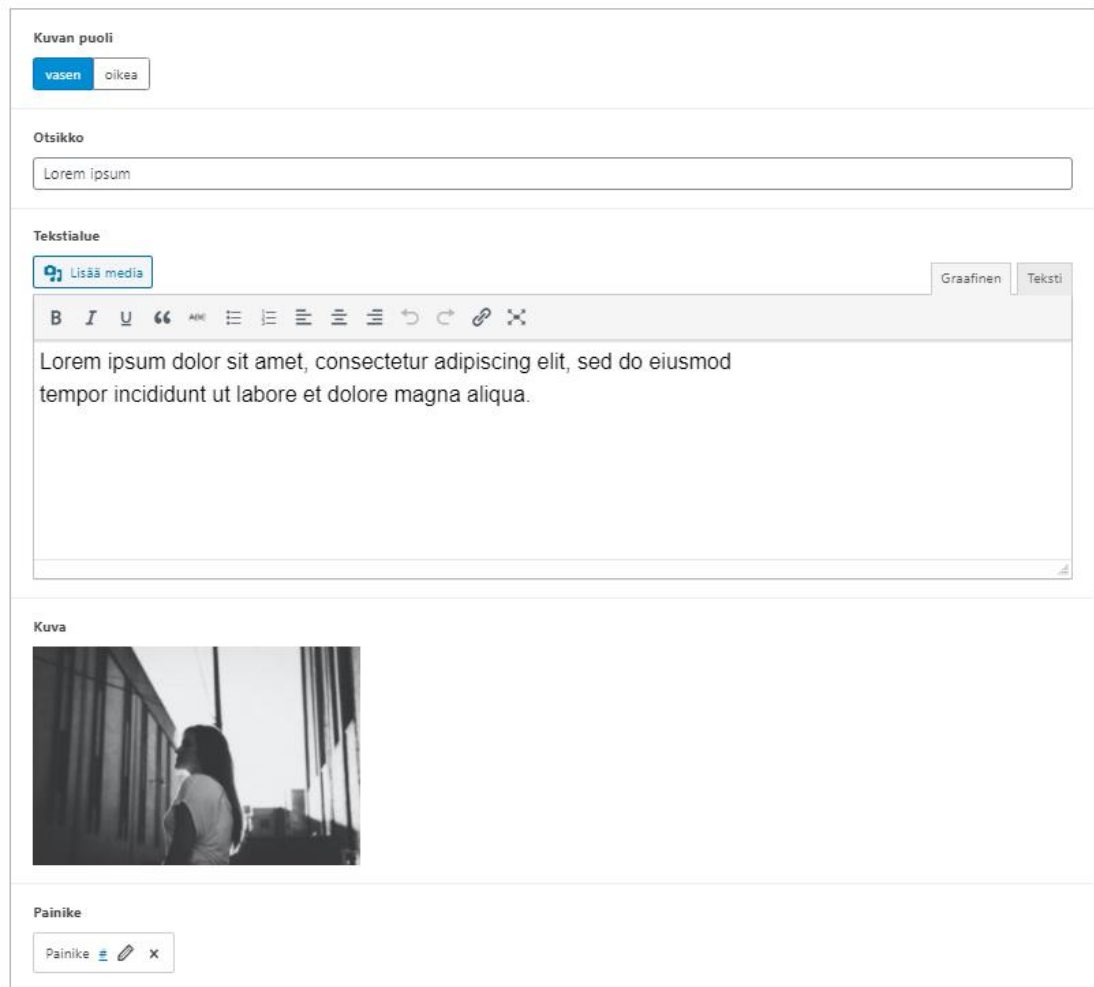 Kuvan puoli
vasen oikea
Otsikko
Lorem ipsum
Tekstialue
Lisää media
Graafinen Teksti
B I U “ ABC
Lorem ipsum dolor sit amet, consectetur adipiscing elit, sed do eiusmod
tempor incididunt ut labore et dolore magna aliqua.
Kuva
Painike
Painike # x